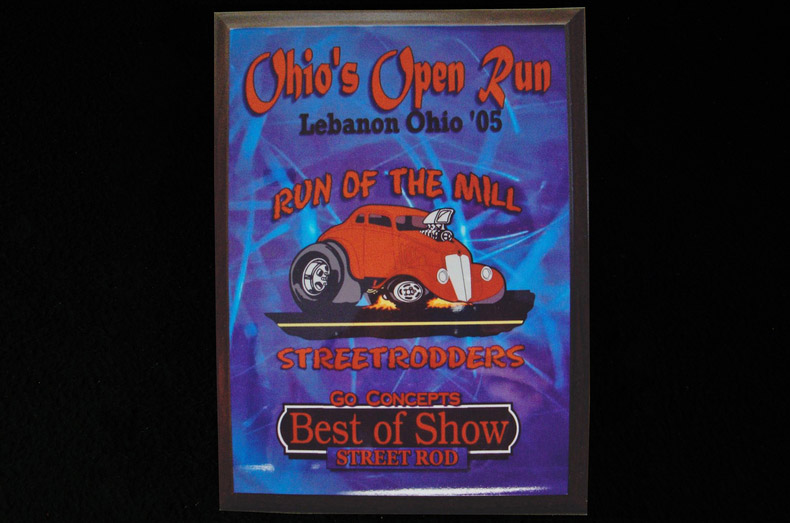 Ohio's Open Run
Lebanon Ohio '05
RUN OF THE MILL
STREETRODDERS
GO CONCEPTS
Best of Show
STREET ROD